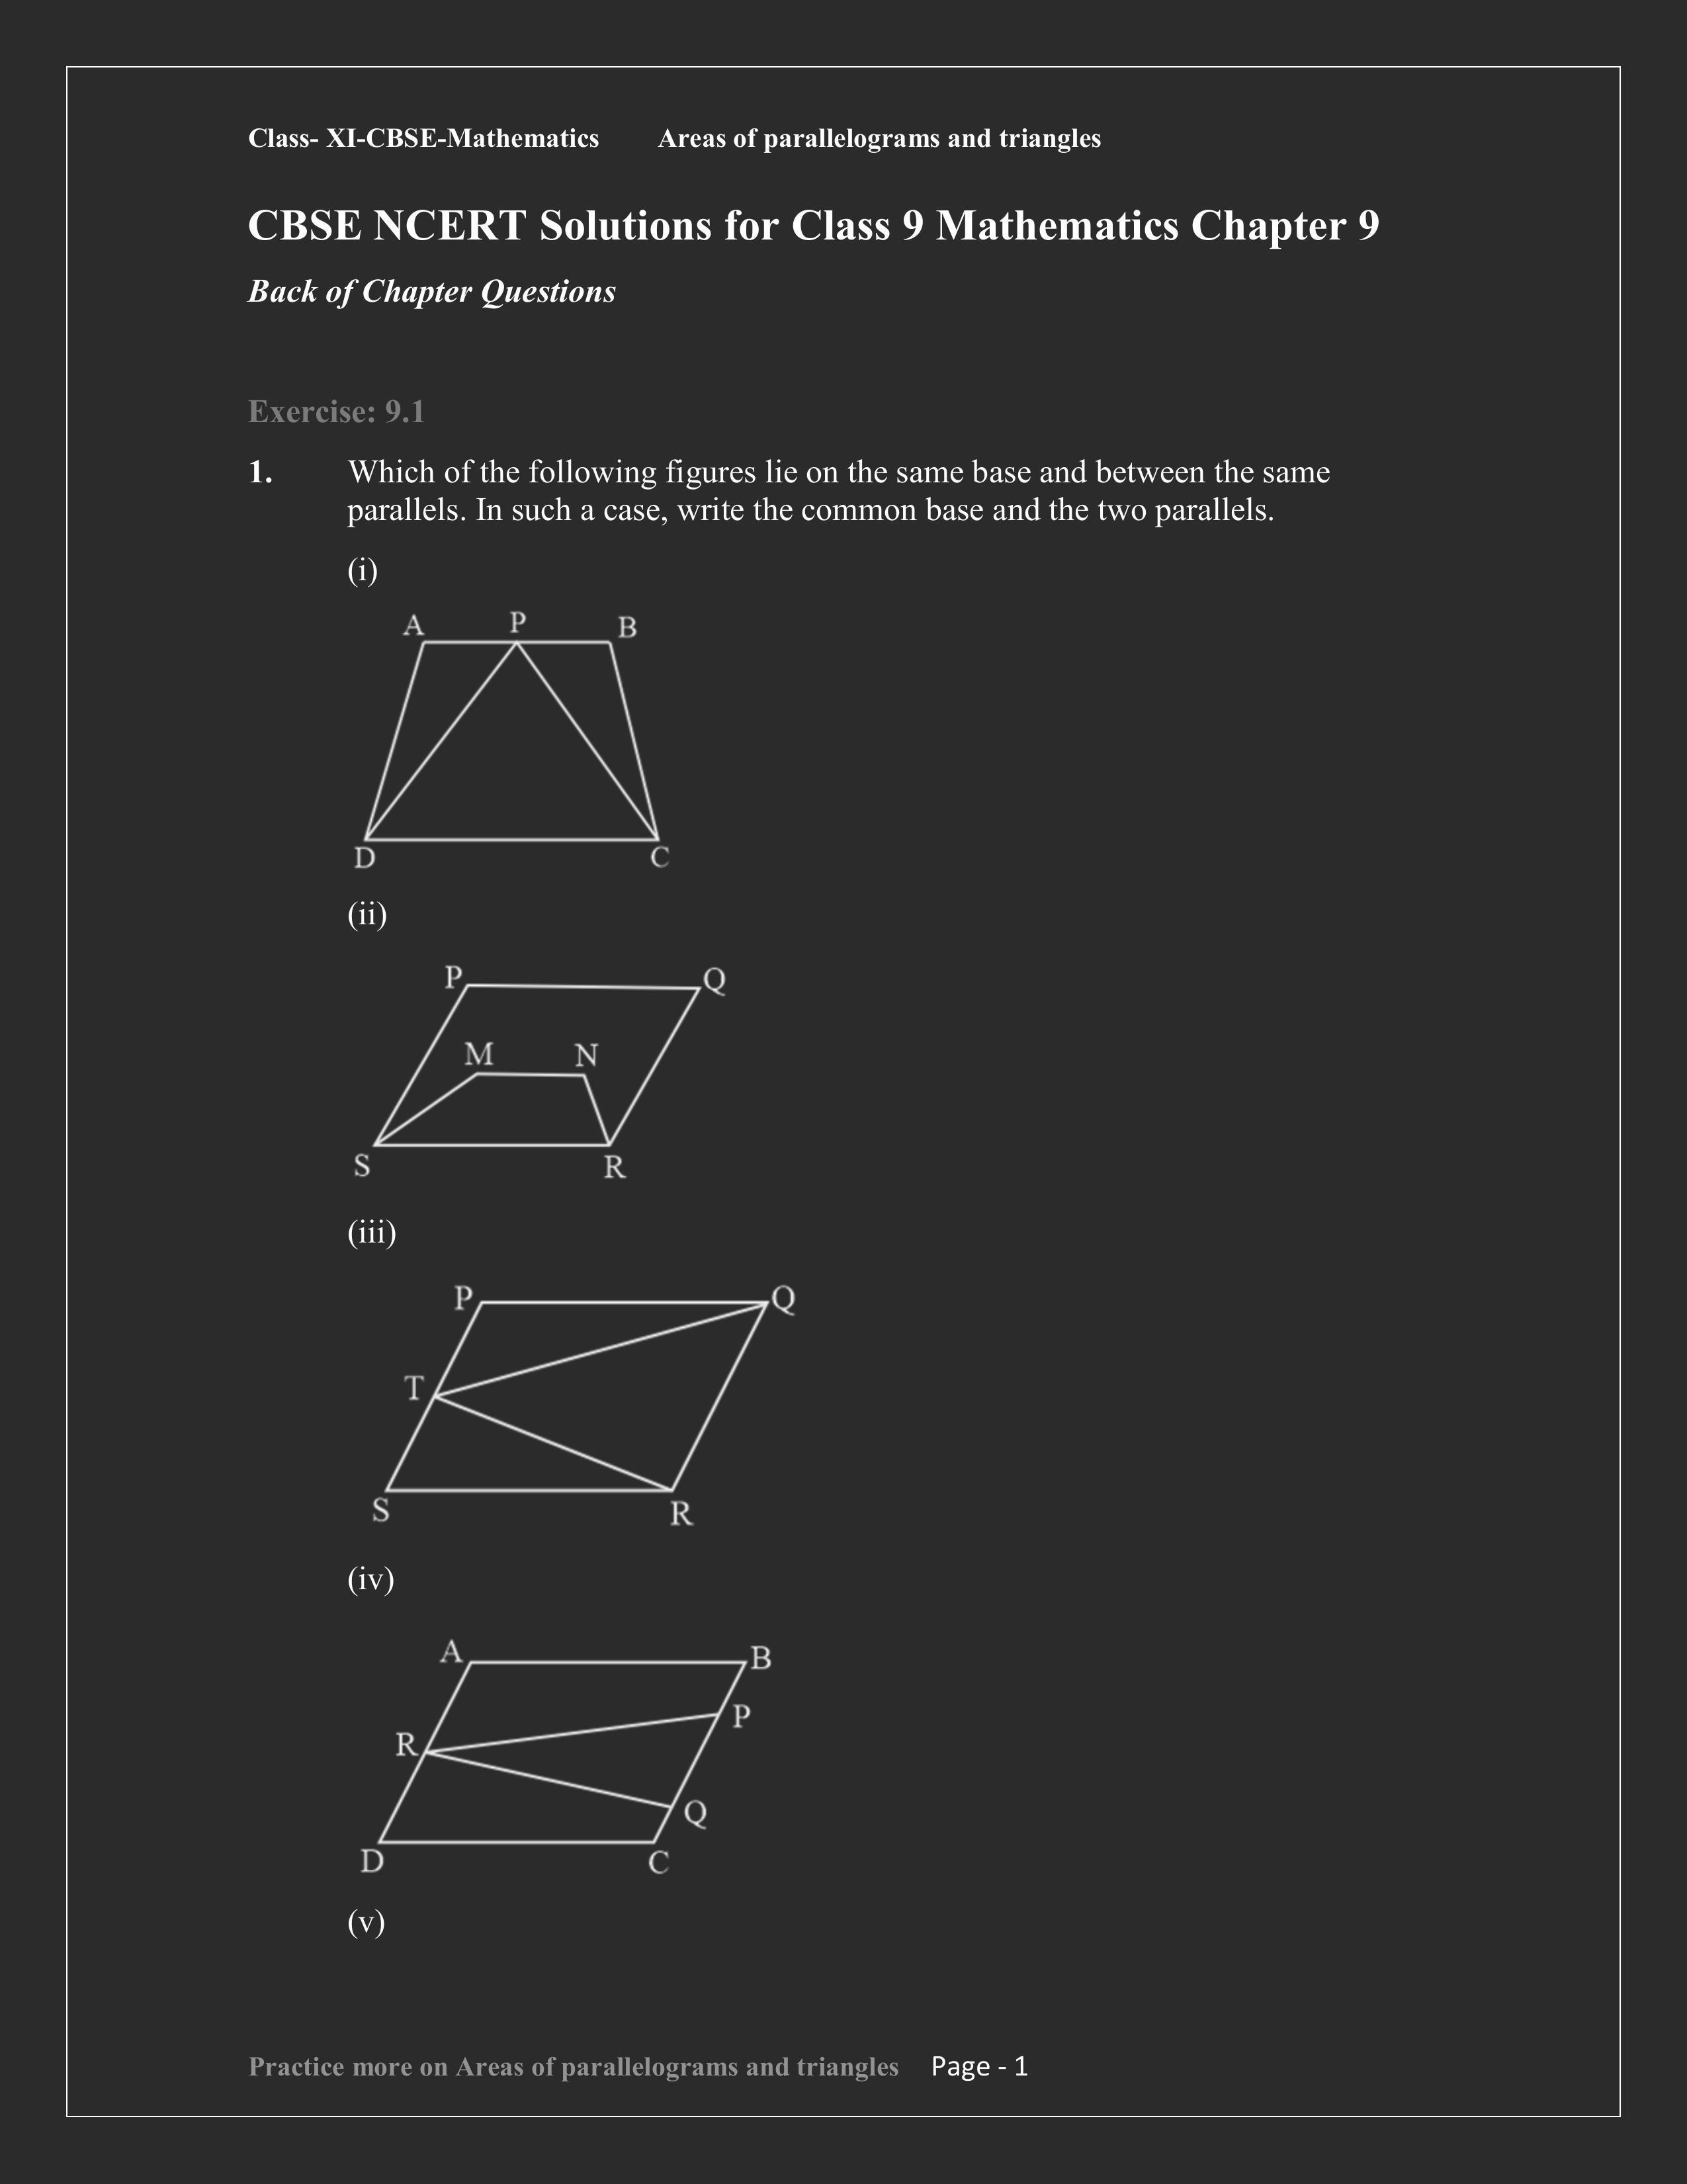 Class- XI-CBSE-Mathematics Areas of parallelograms and triangles
CBSE NCERT Solutions for Class 9 Mathematics Chapter 9
Back of Chapter Questions
Exercise: 9.1
1. Which of the following figures lie on the same base and between the same
parallels. In such a case, write the common base and the two parallels.
(i)
A P B
D C
(ii)
P Q
M N
S R
(iii)
P Q
T
S R
(iv)
A B
P
R
Q
D C
(v)
Practice more on Areas of parallelograms and triangles Page - 1